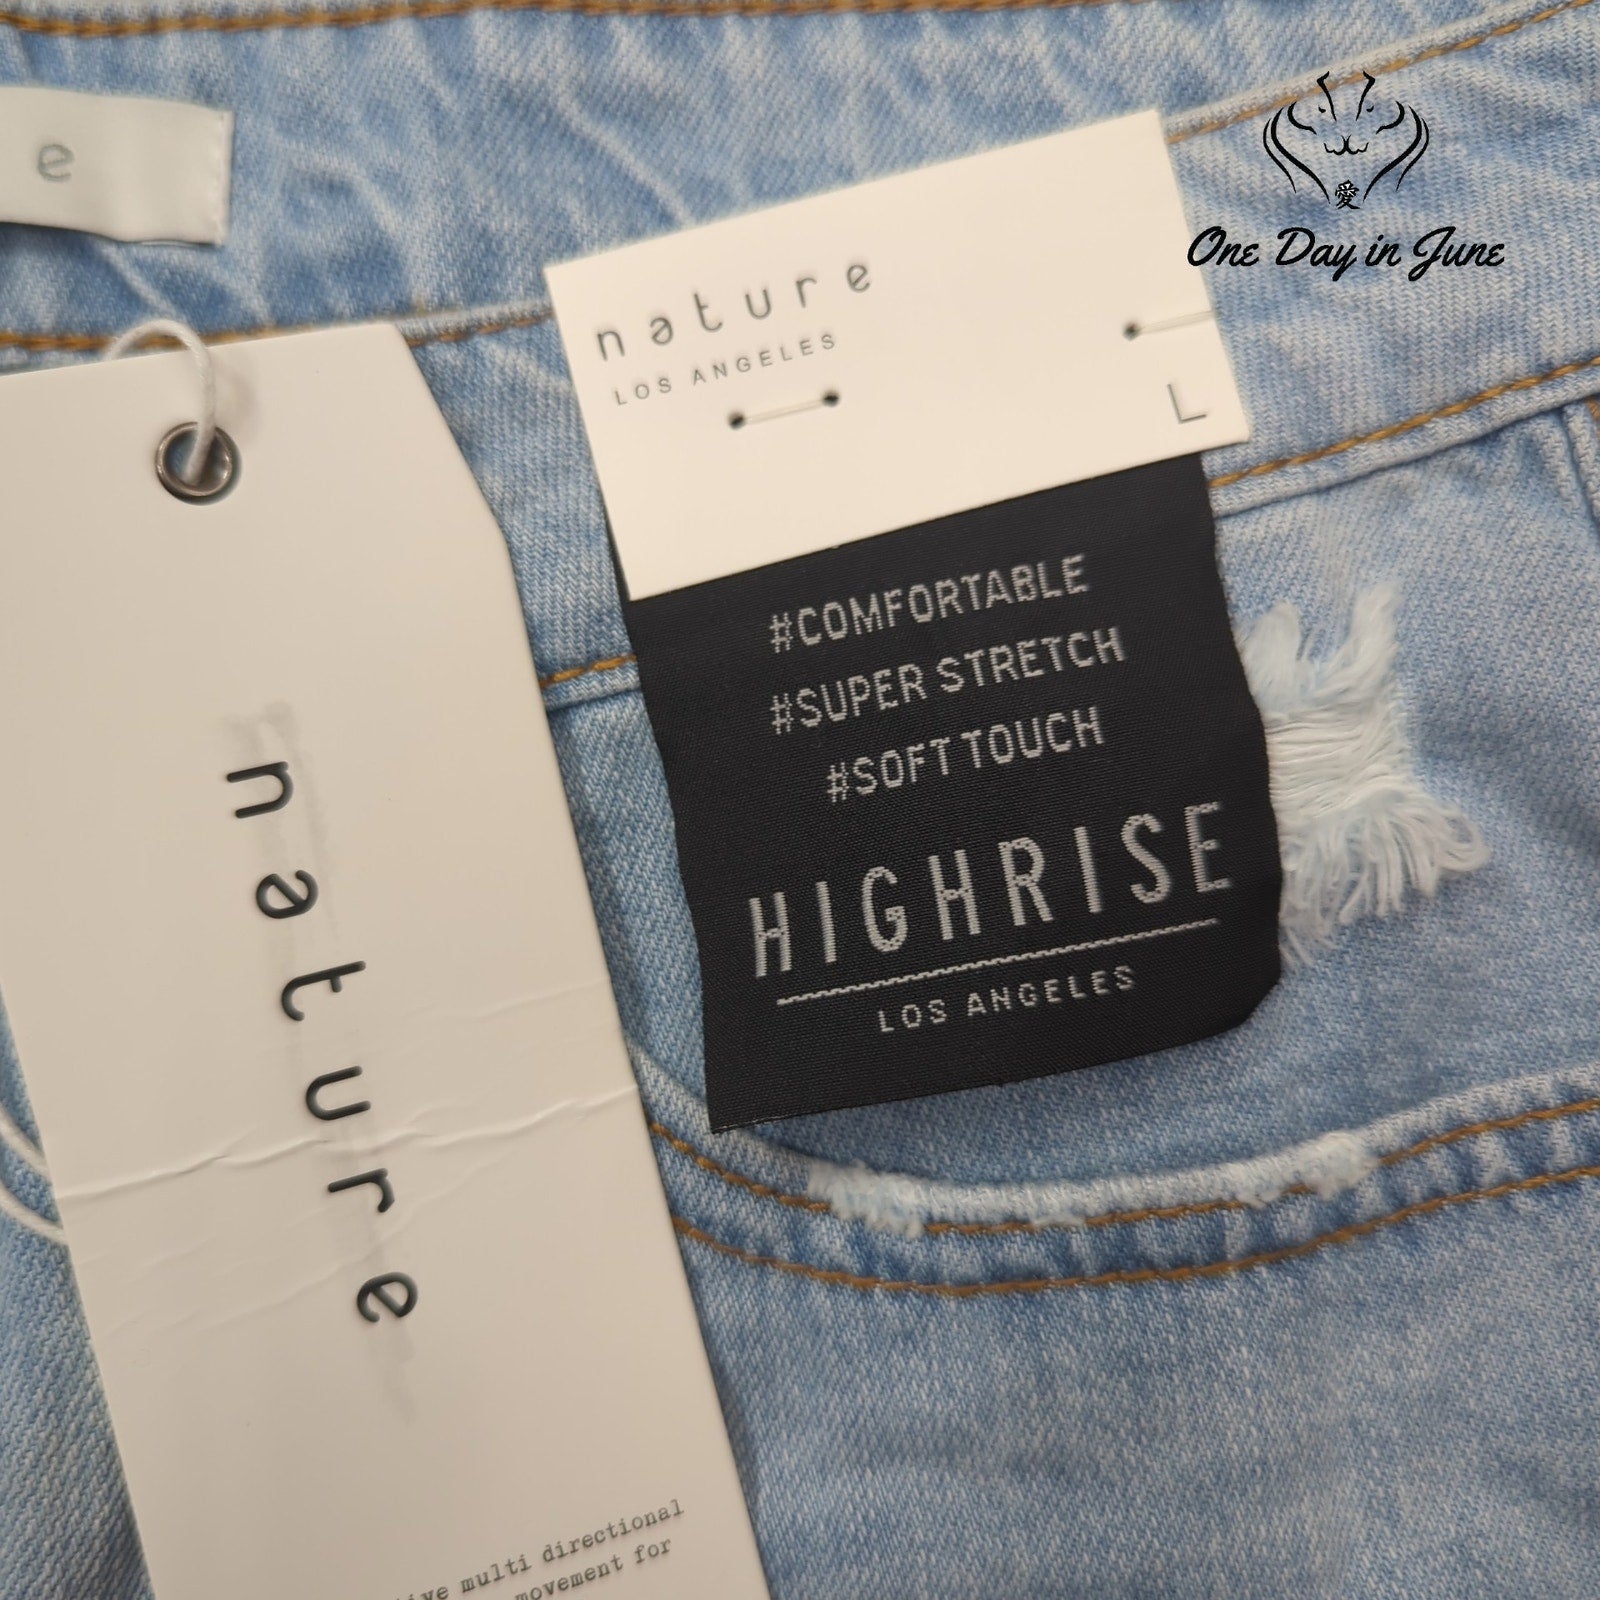 e
愛
One Day in June
nature
LOS ANGELES
L
#COMFORTABLE
#SUPER STRETCH
#SOFT TOUCH
HIGHRISE
LOS ANGELES
nature
multi directional
movement for